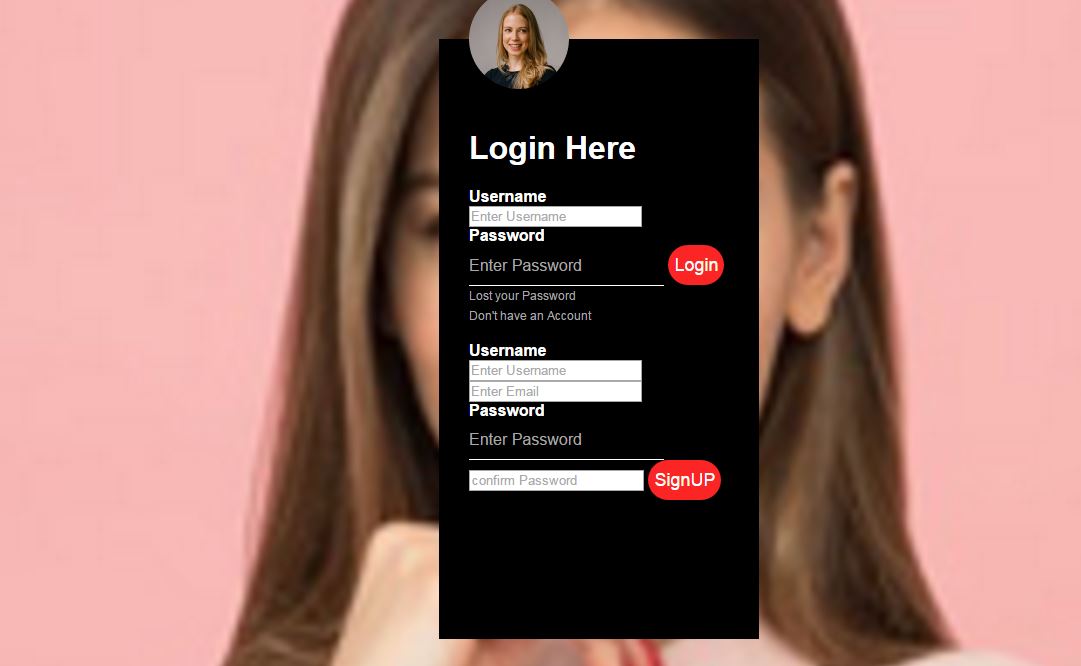 Login Here
Username
Enter Username
Password
Enter Password Login
Lost your Password
Don't have an Account
Username
Enter Username
Enter Email
Password
Enter Password
confirm Password SignUP